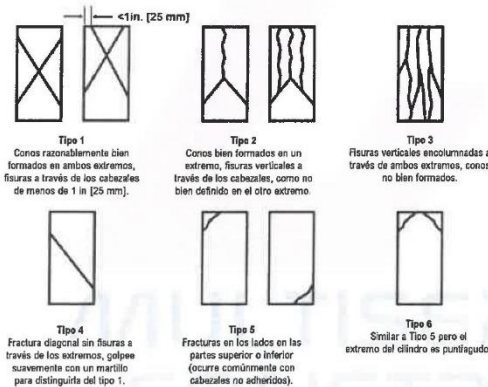 <1in. [25 mm]
Tipo 1
Conos razonablemente bien
formados en ambos extremos,
fisuras a través de los cabezales
de menos de 1 in [25 mm].
Tipo 2
Conos bien formados en un
extremo, fisuras verticales a
través de los cabezales, como no
bien definido en el otro extremo.
Tipo 3
Fisuras verticales encolumnadas a
través de ambos extremos, conos
no bien formados.
Tipo 4
Fractura diagonal sin fisuras a
través de los extremos, golpee
suavemente con un martillo
para distinguirla del tipo 1.
Tipo 5
Fracturas en los lados en las
partes superior o inferior
(ocurre comúnmente con
cabezales no adheridos).
Tipo 6
Similar a Tipo 5 pero el
extremo del cilindro es puntiagudo